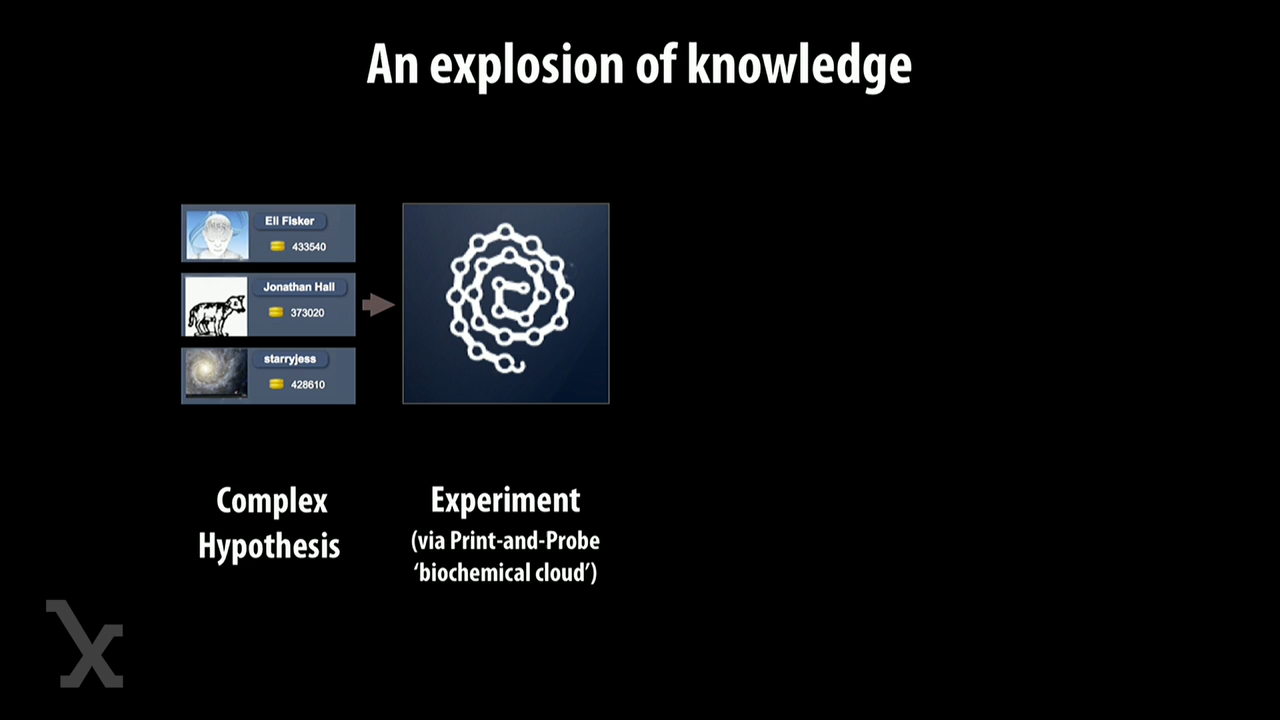 An explosion of knowledge
Eli Fisker
433540
Jonathan Hall
373020
starryjess
428610
Complex
Hypothesis
Experiment
(via Print-and-Probe
‘biochemical cloud’)